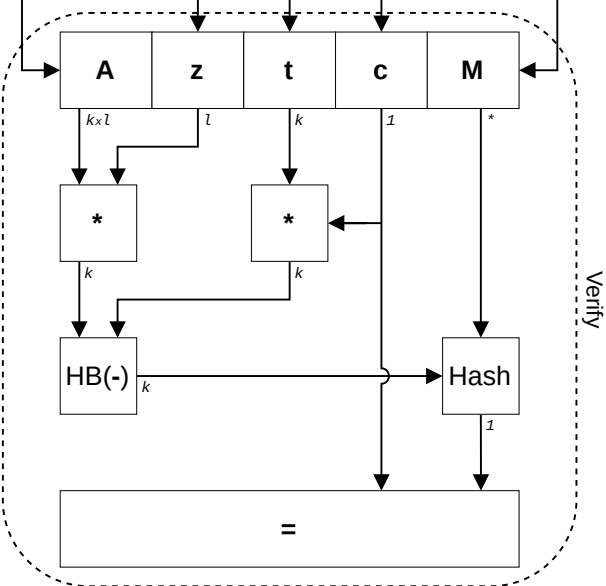 A z t c M
k×l l k 1 *
* *
k k
Verify
HB(-) Hash
k
1
=